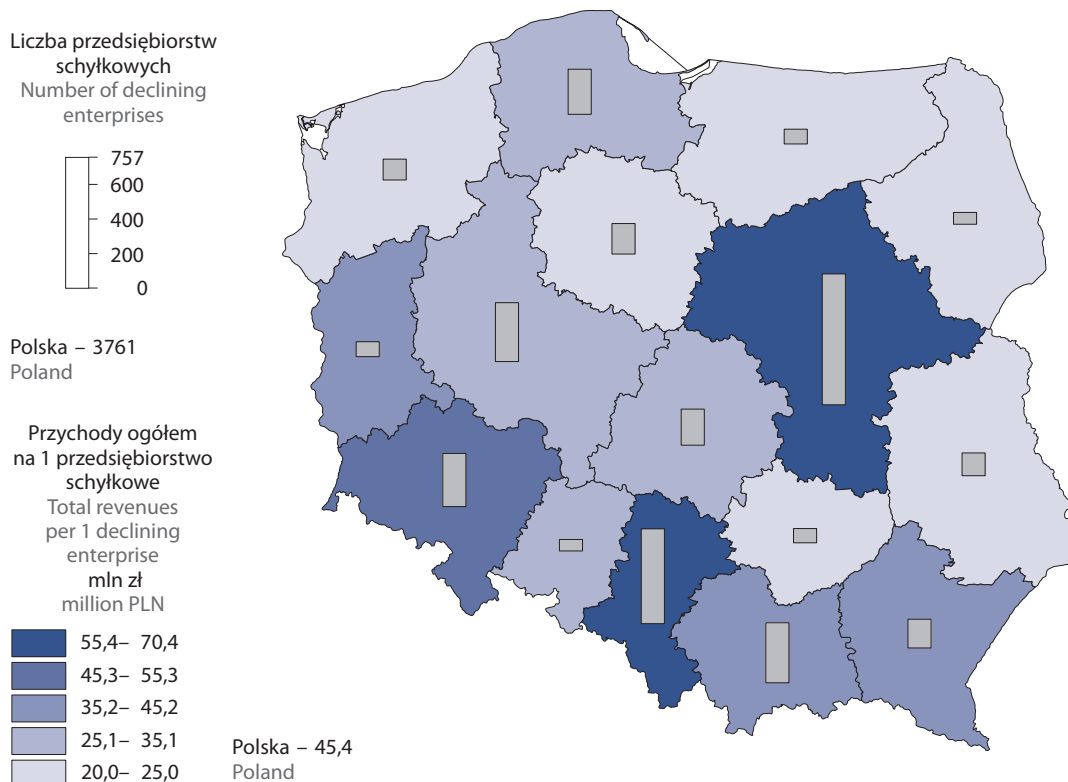 Liczba przedsiębiorstw
schyłkowych
Number of declining
enterprises
757
600
400
200
0
Polska – 3761
Poland
Przychody ogółem
na 1 przedsiębiorstwo
schyłkowe
Total revenues
per 1 declining
enterprise
mln zł
million PLN
55,4– 70,4
45,3– 55,3
35,2– 45,2
25,1– 35,1
20,0– 25,0
Polska – 45,4
Poland